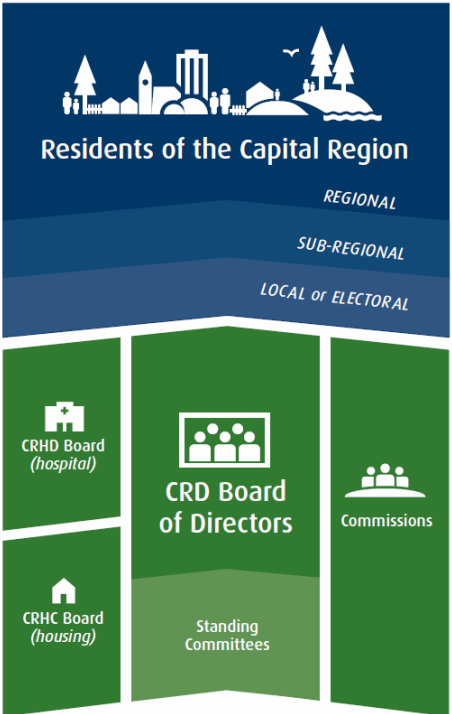 Residents of the Capital Region
REGIONAL
SUB-REGIONAL
LOCAL or ELECTORAL
CRHD Board
(hospital)
CRHC Board
(housing)
CRD Board
of Directors
Standing
Committees
Commissions